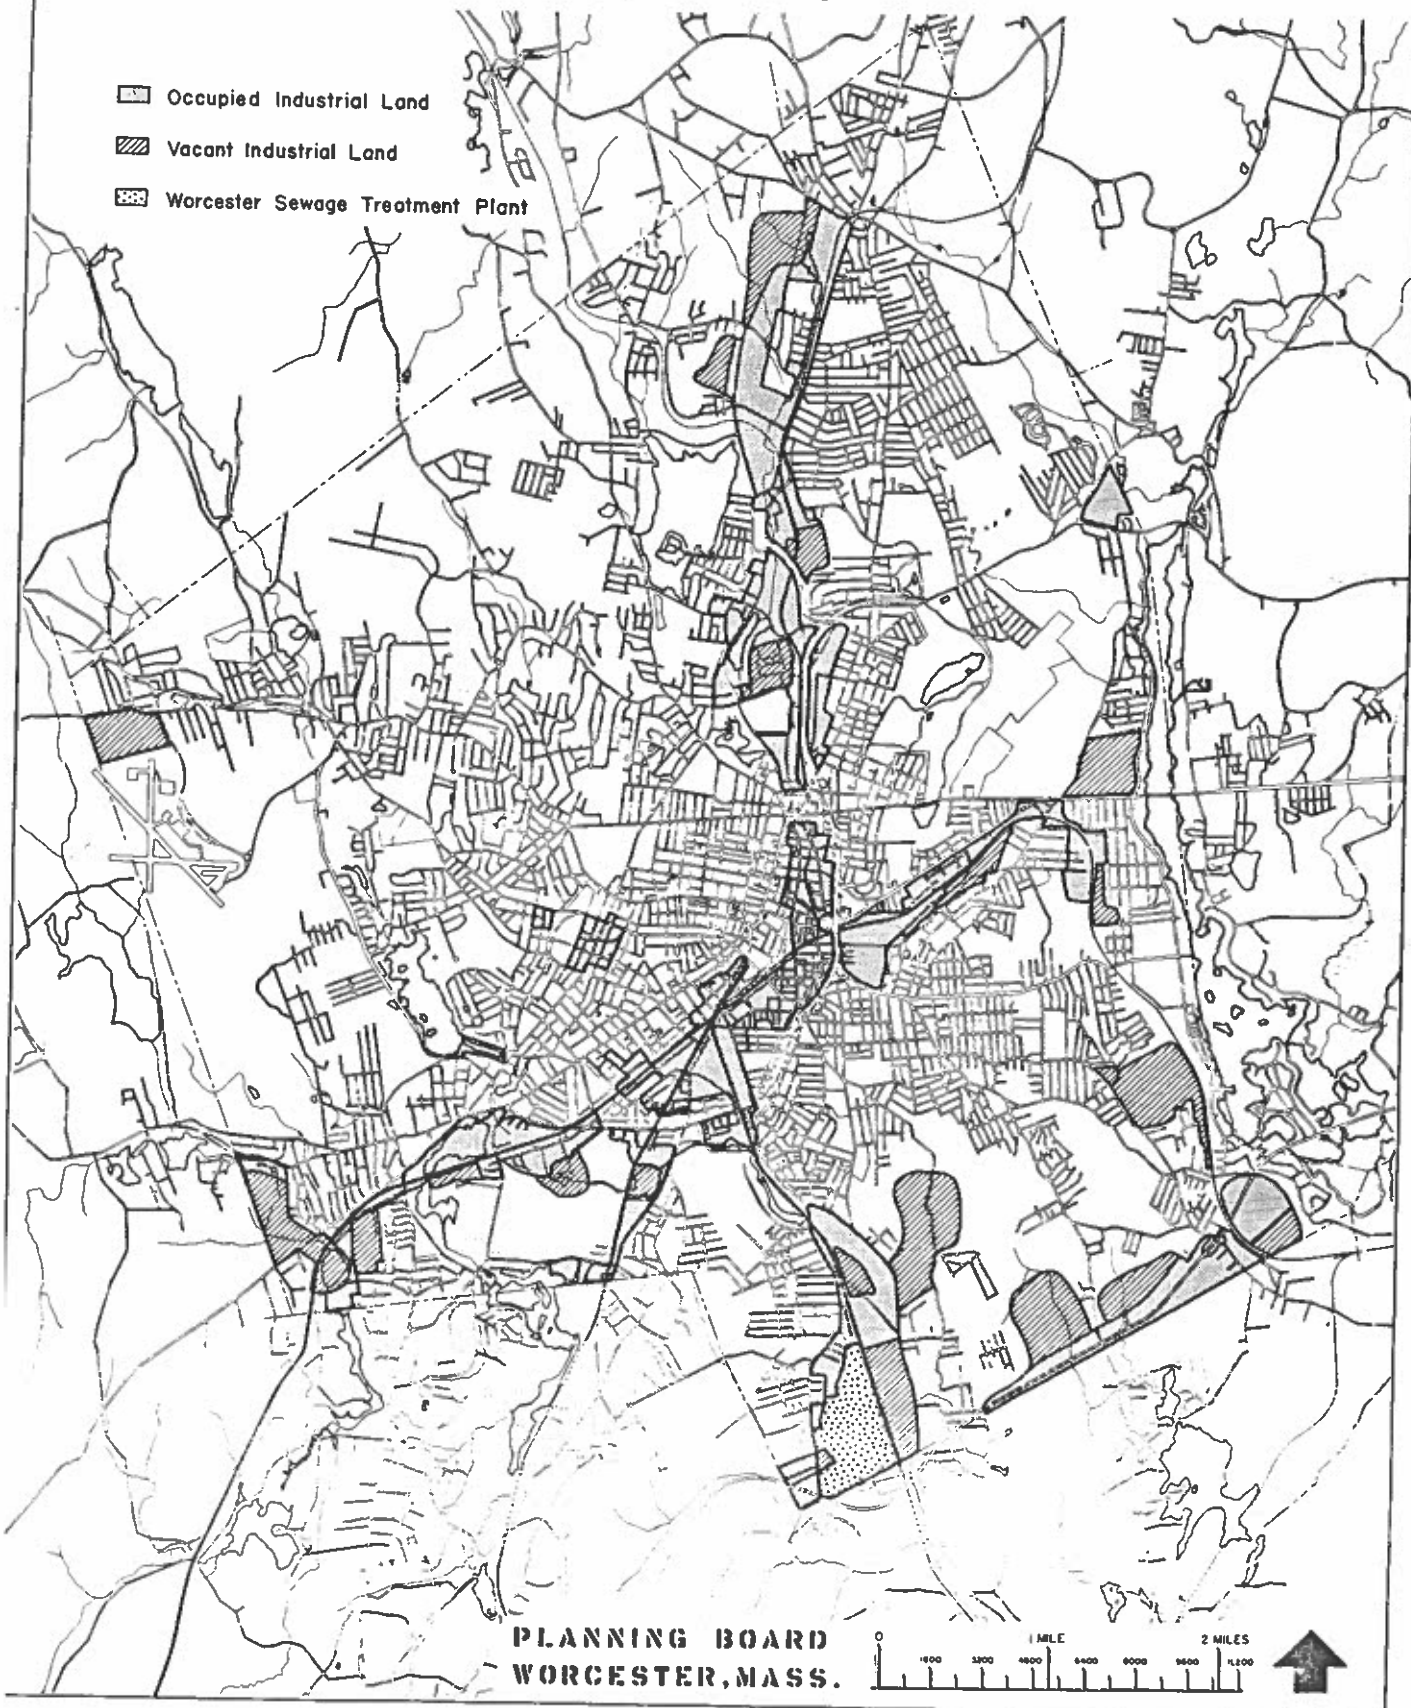 Occupied Industrial Land
Vacant Industrial Land
Worcester Sewage Treatment Plant
PLANNING BOARD
WORCESTER, MASS.
0 1 MILE 2 MILES
1600 3200 4800 6400 8000 9600 11,200